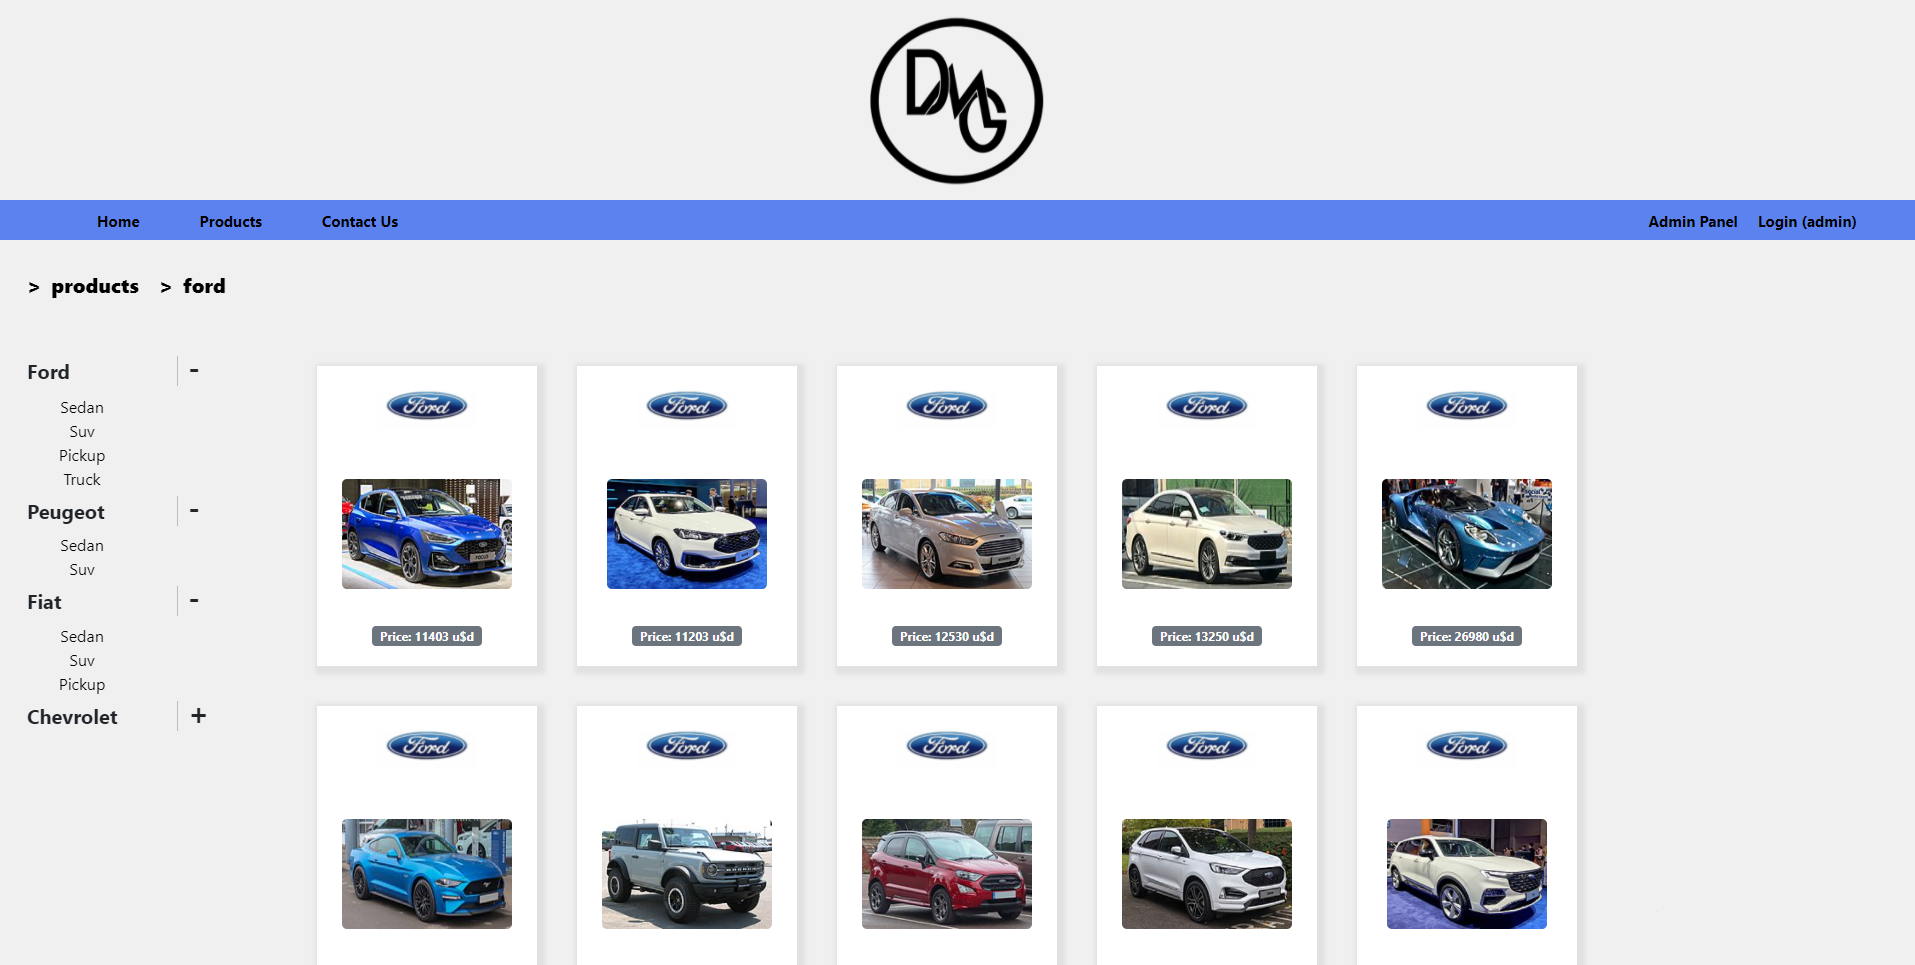 DMG
Home Products Contact Us Admin Panel Login (admin)
> products > ford
Ford -
Sedan
Suv
Pickup
Truck
Peugeot -
Sedan
Suv
Fiat -
Sedan
Suv
Pickup
Chevrolet +
Ford Ford Ford Ford Ford
FOCUS
Price: 11403 u$d Price: 11203 u$d Price: 12530 u$d Price: 13250 u$d Price: 26980 u$d
Ford Ford Ford Ford Ford
BRONCO